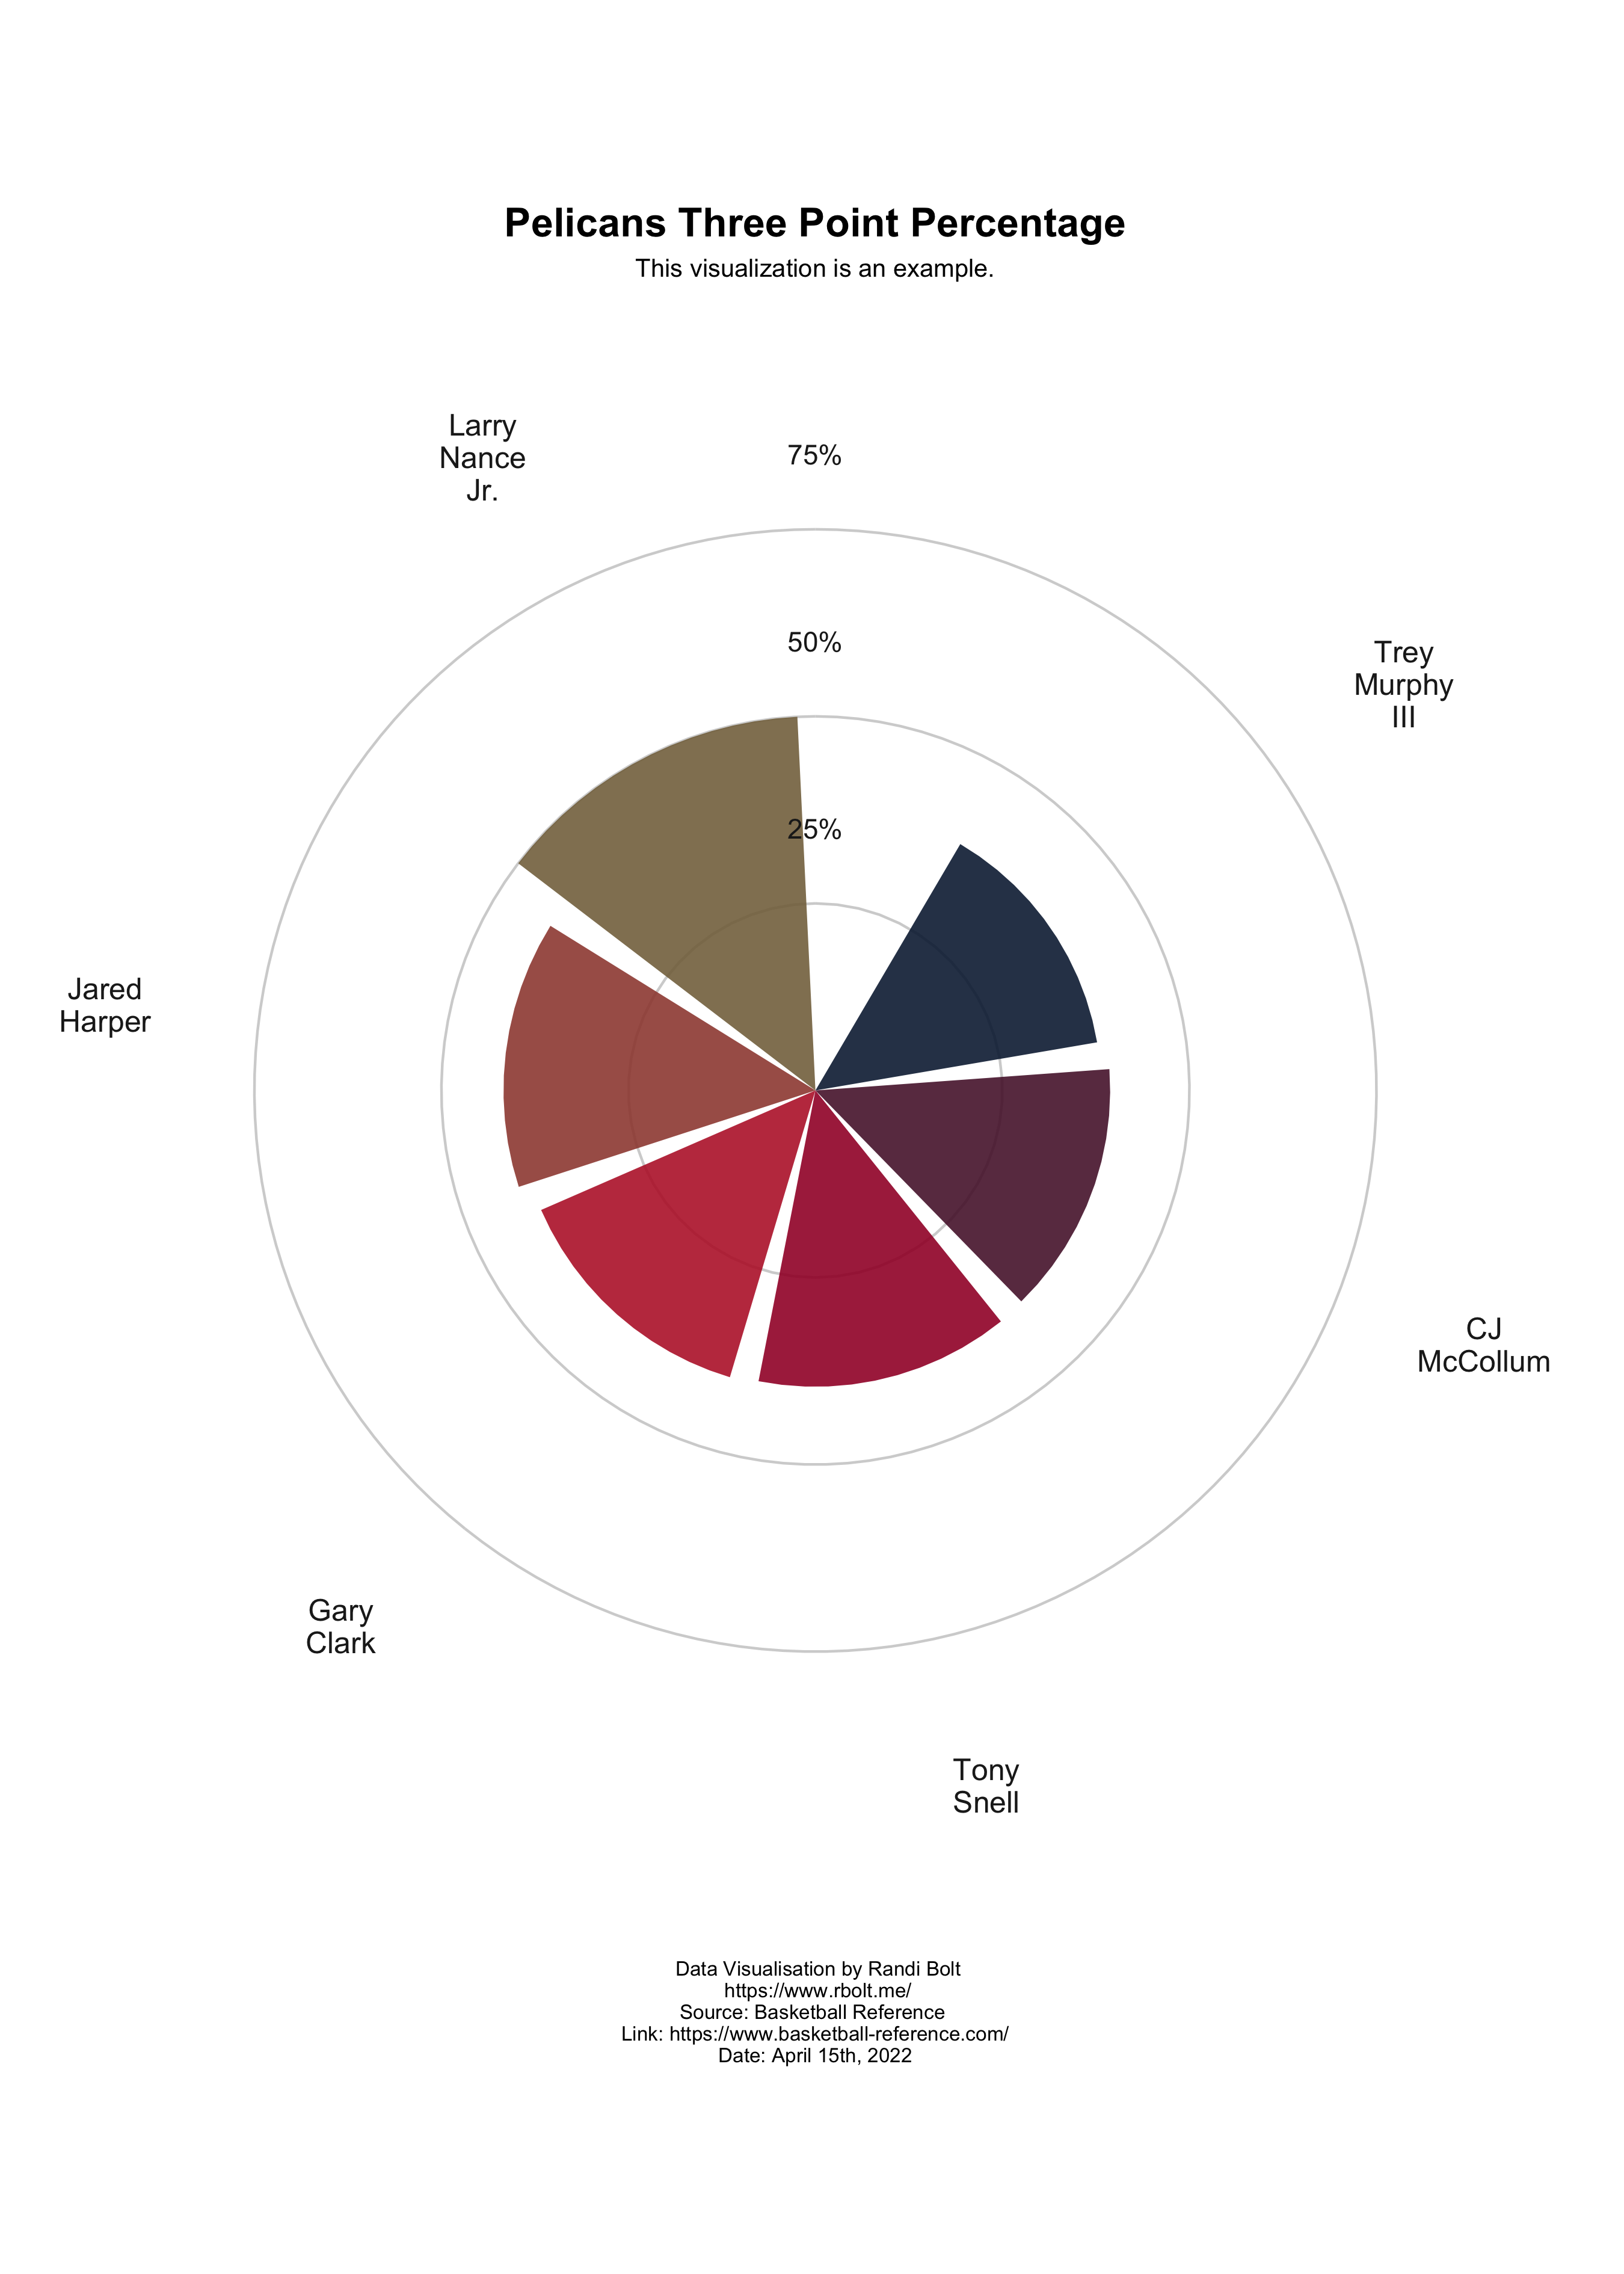 Pelicans Three Point Percentage
This visualization is an example.
Larry
Nance
Jr.
75%
50%
25%
Trey
Murphy
III
Jared
Harper
CJ
McCollum
Gary
Clark
Tony
Snell
Data Visualisation by Randi Bolt
https://www.rbolt.me/
Source: Basketball Reference
Link: https://www.basketball-reference.com/
Date: April 15th, 2022